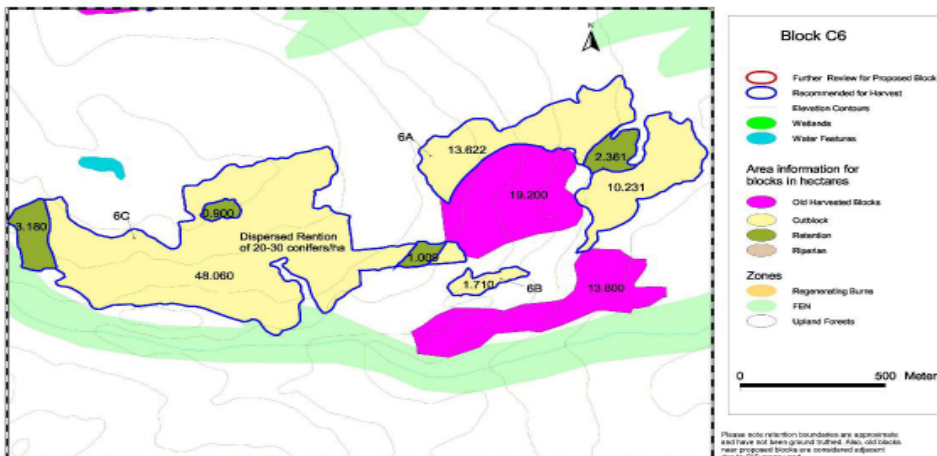 N
6A
13.622
2.361
19.200
10.231
3.180
6C
0.900
Dispersed Rention
of 20-30 conifers/ha
1.009
48.060
1.710
6B
13.800
Block C6
Further Review for Proposed Block
Recommended for Harvest
Elevation Contours
Wetlands
Water Features
Area information for
blocks in hectares
Old Harvested Blocks
Cutblock
Retention
Riparian
Zones
Regenerating Burns
FEN
Upland Forests
0 500 Meter
Please note retention boundaries are approximate
and have not been ground truthed. Also, old blocks
near proposed blocks are considered adjacent